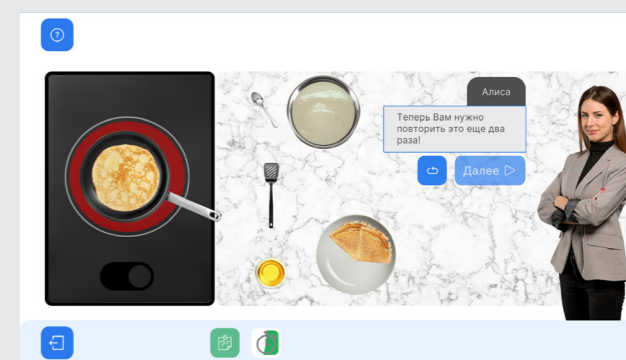 Алиса
Теперь Вам нужно
повторить это еще два
раза!
Далее